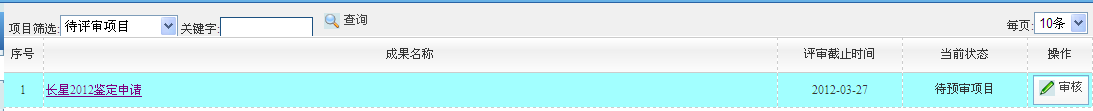 项目筛选: 待评审项目 关键字: 查询 每页: 10条
序号 成果名称 评审截止时间 当前状态 操作
1 长星2012鉴定申请 2012-03-27 待预审项目 审核